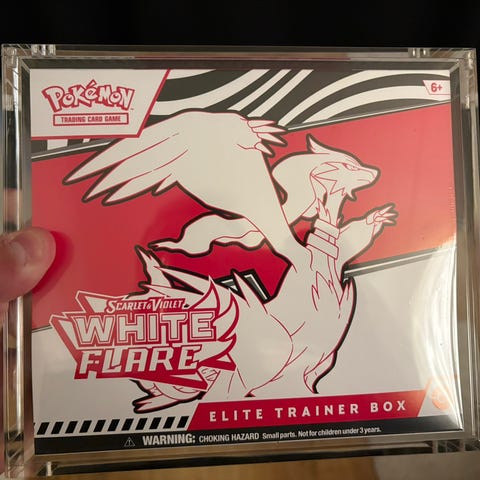 POKéMON
TRADING CARD GAME
6+
SCARLET & VIOLET
WHITE
FLARE
ELITE TRAINER BOX
WARNING: CHOKING HAZARD Small parts. Not for children under 3 years.